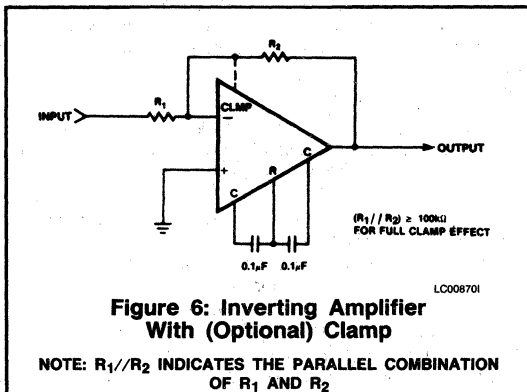 R2
R1
CLMP
INPUT
−
OUTPUT
+
C
R
C
(R1 // R2) ≥ 100kΩ
FOR FULL CLAMP EFFECT
0.1μF 0.1μF
LC00870I
Figure 6: Inverting Amplifier
With (Optional) Clamp
NOTE: R1//R2 INDICATES THE PARALLEL COMBINATION
OF R1 AND R2